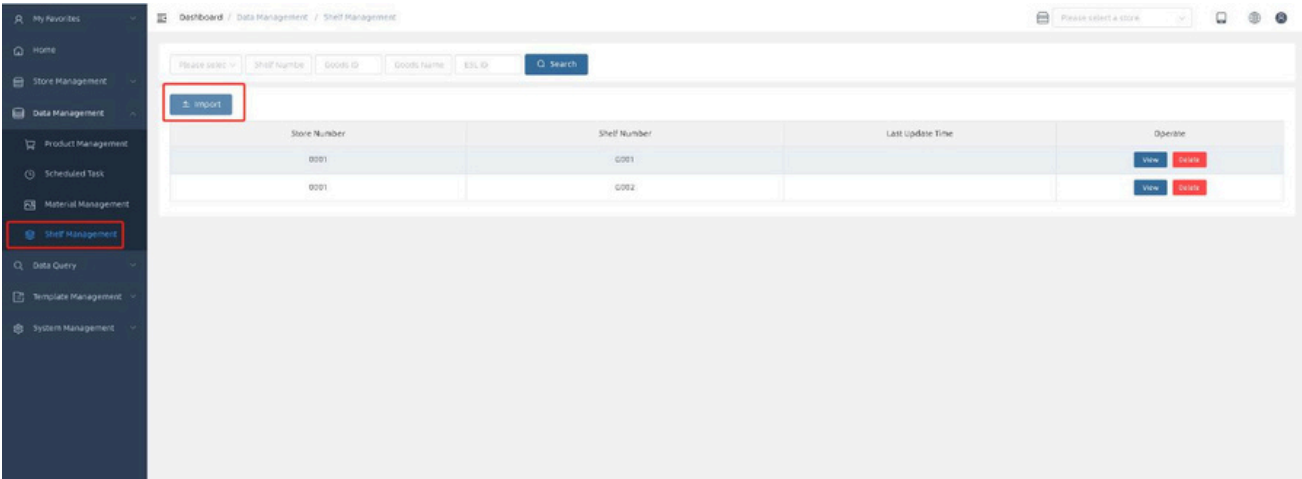 My Favorites
Dashboard / Data Management / Shelf Management
Please select a store
Home
Store Management
Data Management
Product Management
Scheduled Task
Material Management
Shelf Management
Data Query
Template Management
System Management
Please selec Shelf Numbe Goods ID Goods Name ESL ID Search
Import
Store Number Shelf Number Last Update Time Operate
0001 G001 View Delete
0001 G002 View Delete